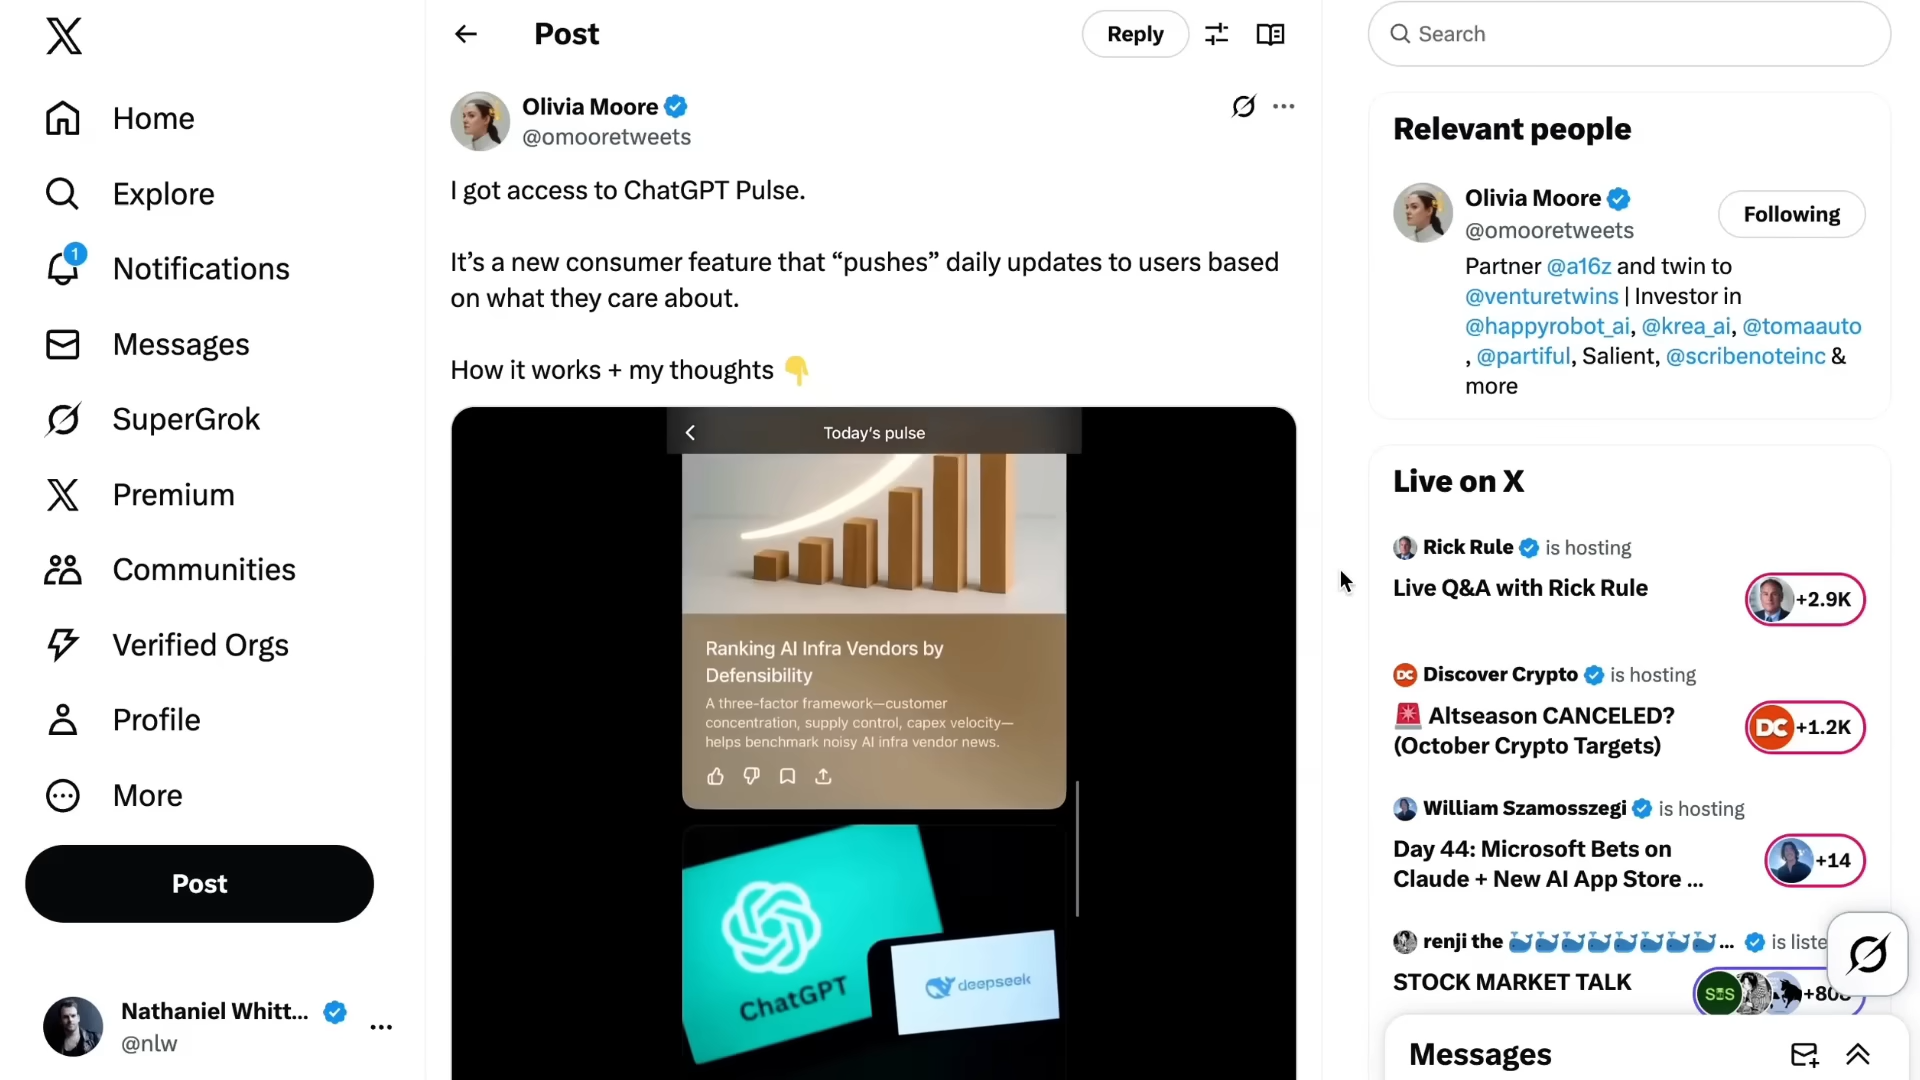 Home
Explore
1
Notifications
Messages
SuperGrok
Premium
Communities
Verified Orgs
Profile
More
Post
Nathaniel Whitt...
@nlw
Post
Reply
Olivia Moore
@omooretweets
I got access to ChatGPT Pulse.
It's a new consumer feature that “pushes” daily updates to users based
on what they care about.
How it works + my thoughts 👇
Today's pulse
Ranking AI Infra Vendors by
Defensibility
A three-factor framework—customer
concentration, supply control, capex velocity—
helps benchmark noisy AI infra vendor news.
ChatGPT
deepseek
Search
Relevant people
Olivia Moore
@omooretweets
Following
Partner @a16z and twin to
@venturetwins | Investor in
@happyrobot_ai, @krea_ai, @tomaauto
, @partiful, Salient, @scribenoteinc &
more
Live on X
Rick Rule is hosting
Live Q&A with Rick Rule
+2.9K
DC Discover Crypto is hosting
🚨 Altseason CANCELED?
(October Crypto Targets)
DC +1.2K
William Szamosszegi is hosting
Day 44: Microsoft Bets on
Claude + New AI App Store ...
+14
renji the 🐳🐳🐳🐳🐳🐳🐳🐳... is liste
STOCK MARKET TALK
Messages